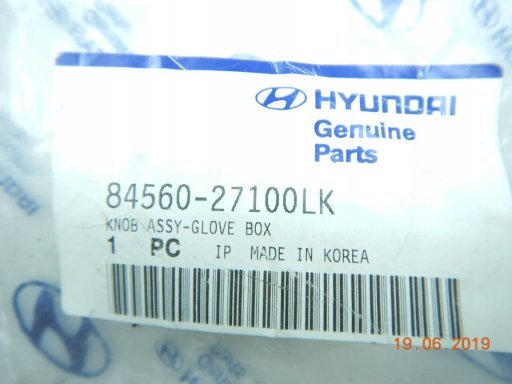 HYUNDAI
Genuine
Parts
84560-27100LK
KNOB ASSY-GLOVE BOX
1 PC IP MADE IN KOREA
19.06.2019